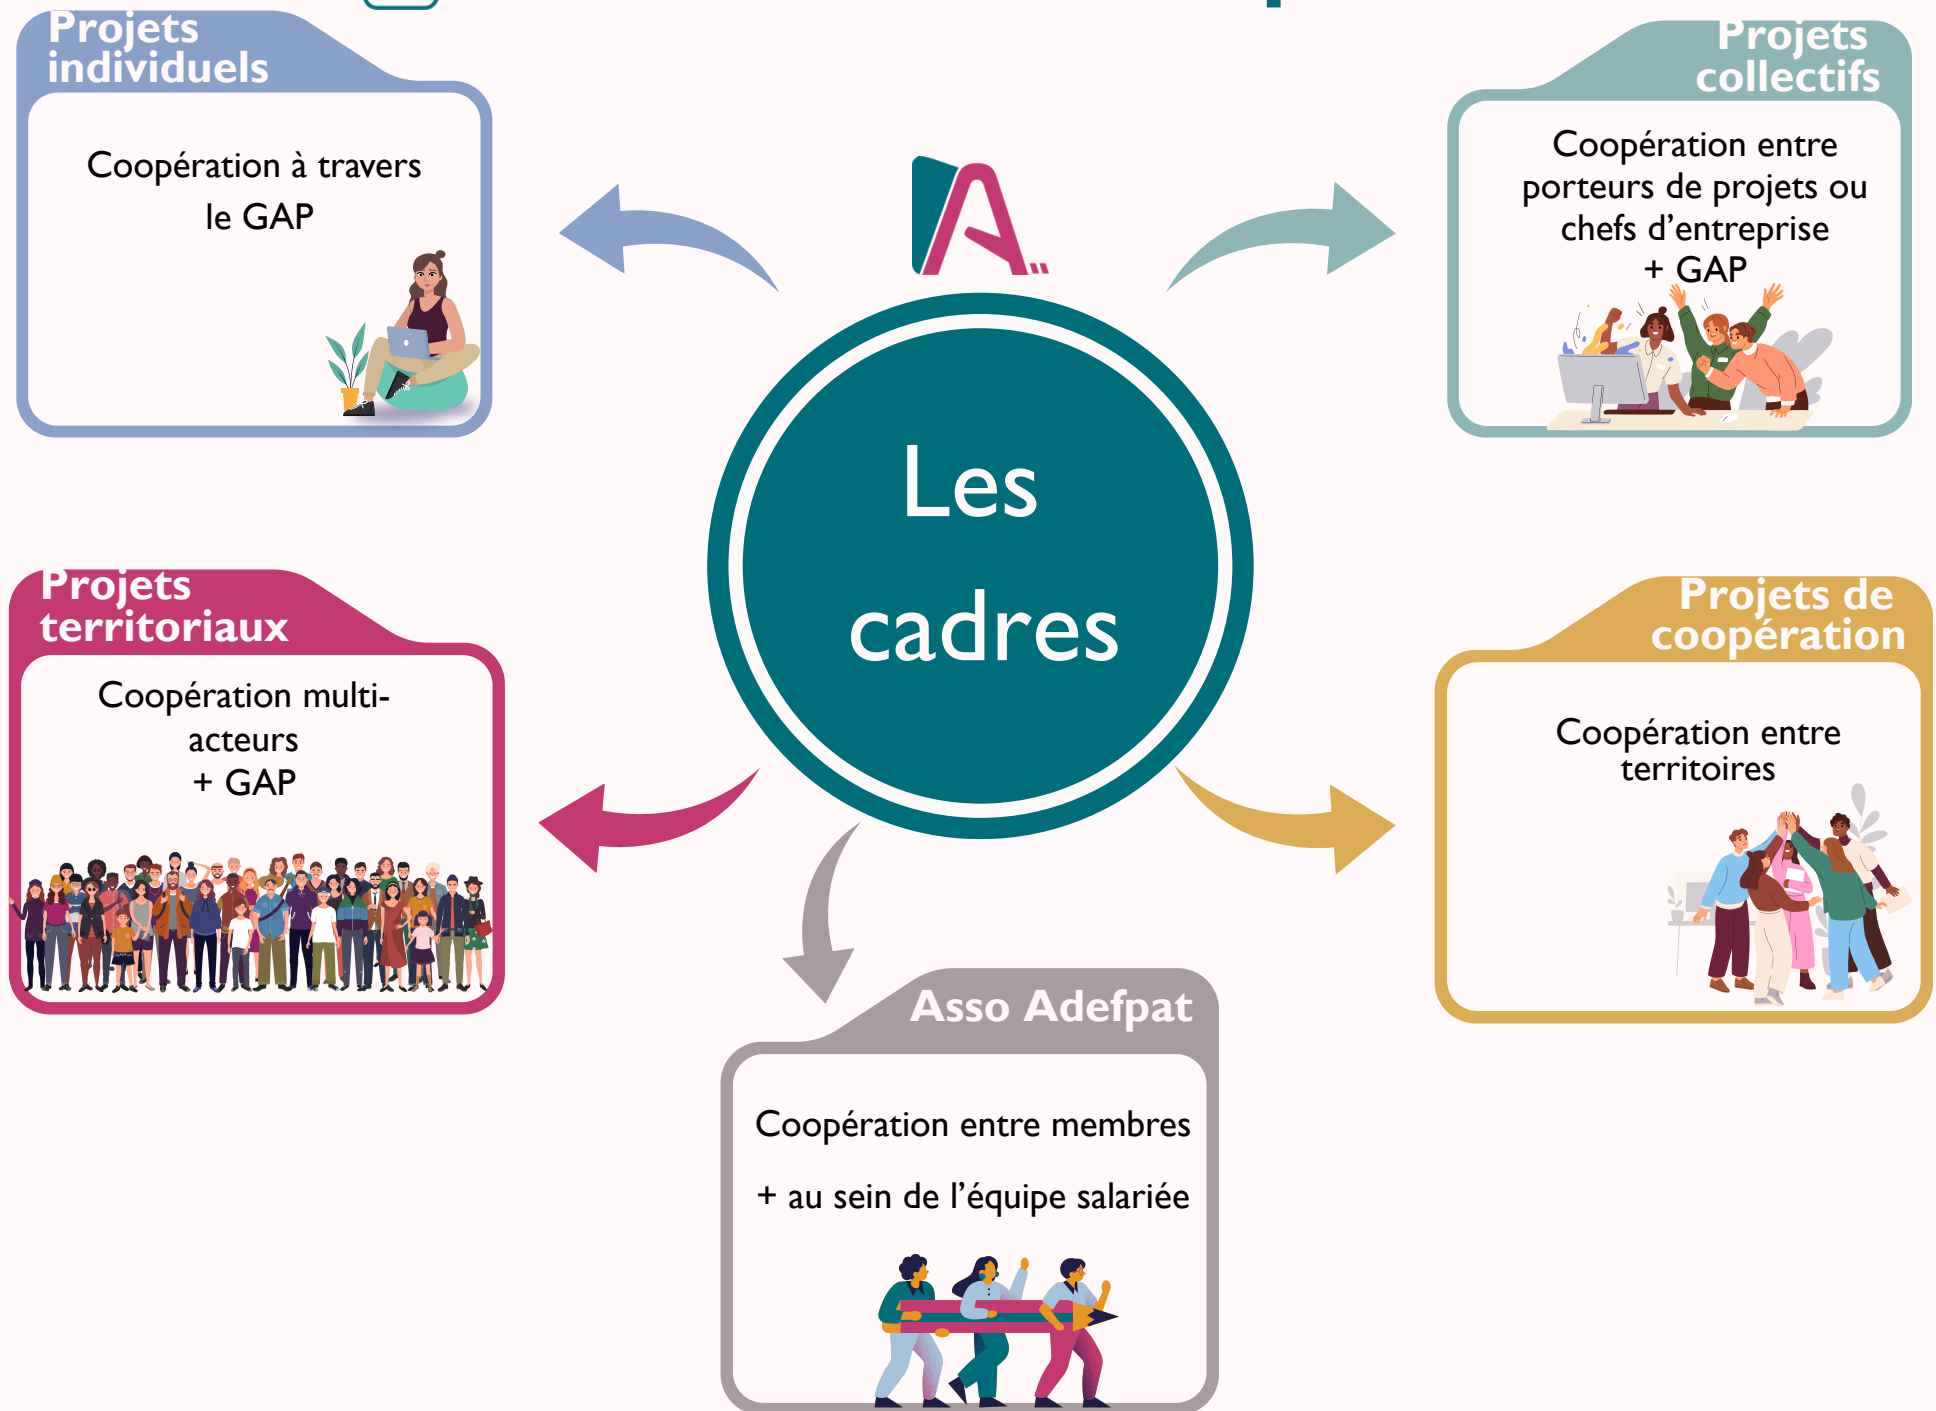 Projets
individuels
Coopération à travers
le GAP
Projets
collectifs
Coopération entre
porteurs de projets ou
chefs d’entreprise
+ GAP
Les
cadres
Projets
territoriaux
Coopération multi-
acteurs
+ GAP
Projets de
coopération
Coopération entre
territoires
Asso Adefpat
Coopération entre membres
+ au sein de l’équipe salariée